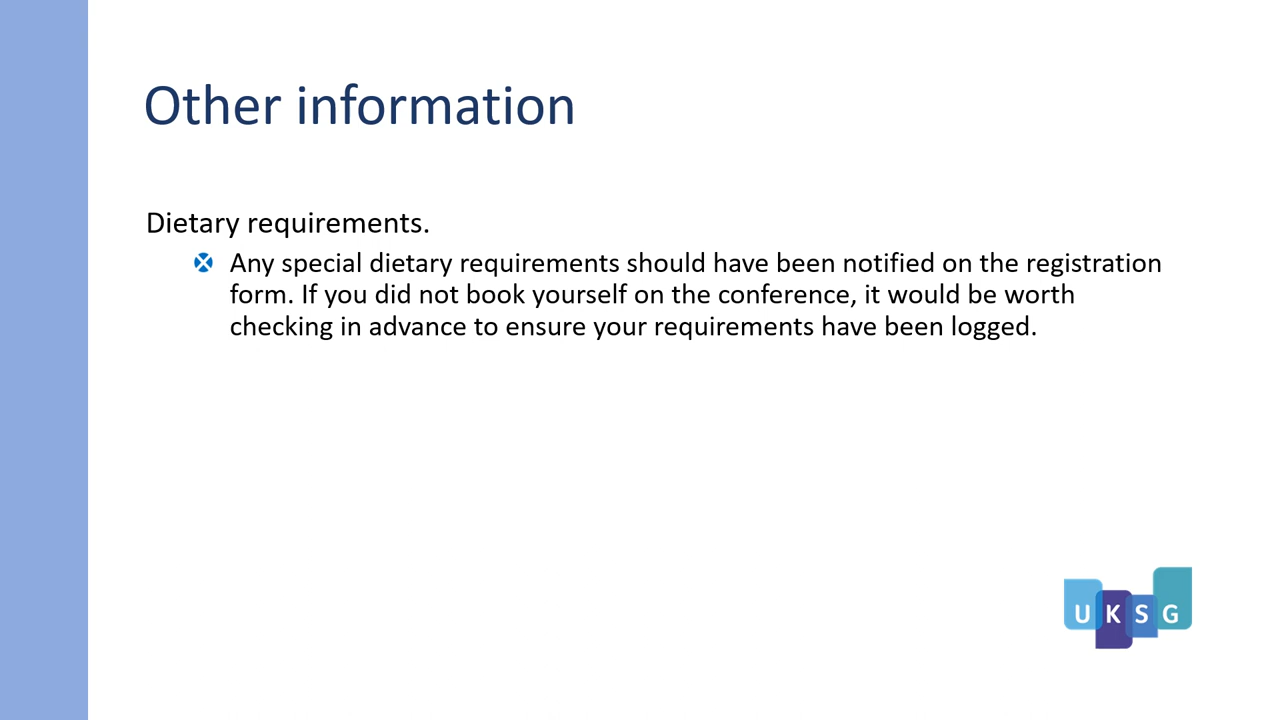 Other information
Dietary requirements.
Any special dietary requirements should have been notified on the registration
form. If you did not book yourself on the conference, it would be worth
checking in advance to ensure your requirements have been logged.
UKSG